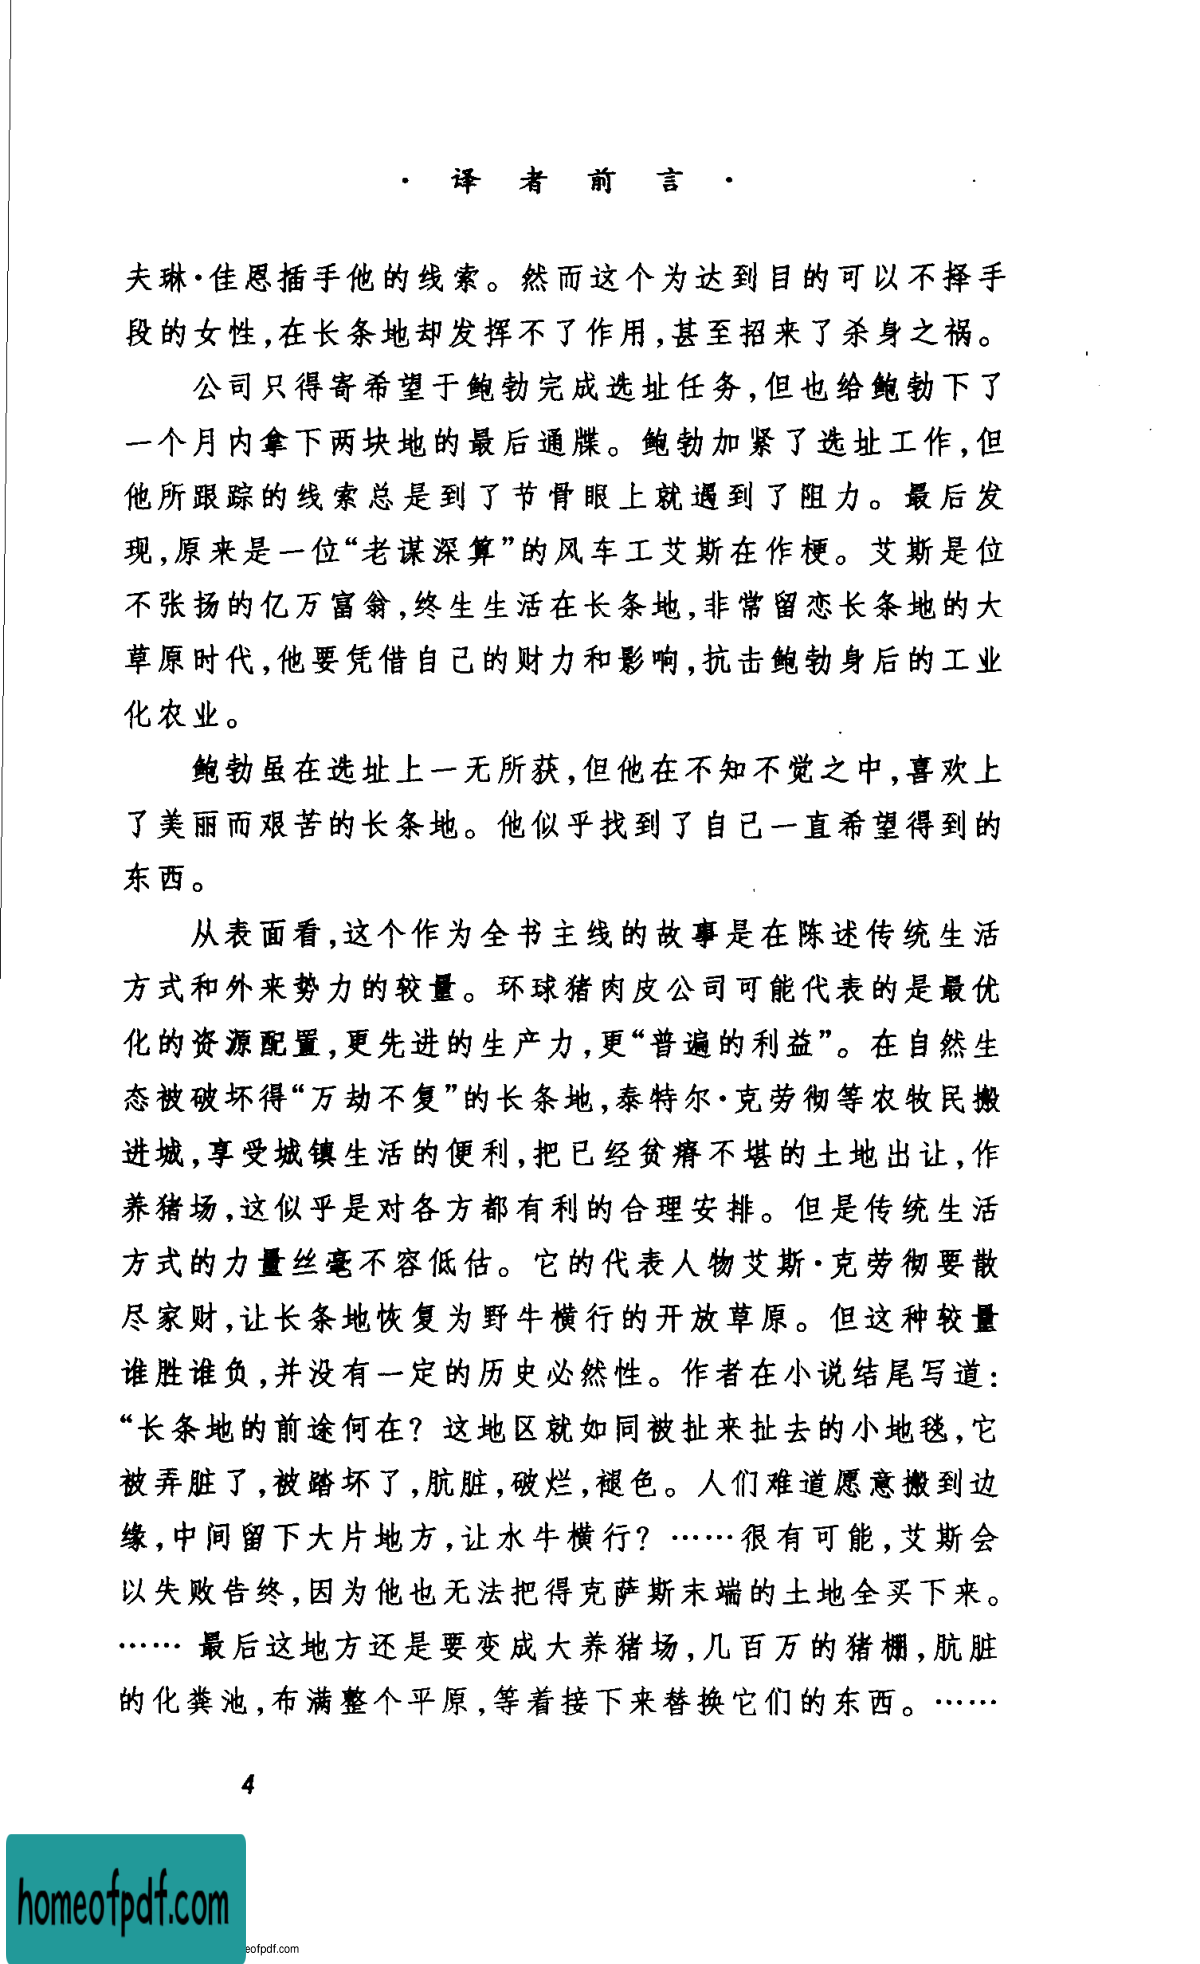 · 译 者 前 言 ·
夫琳·佳恩插手他的线索。然而这个为达到目的可以不择手
段的女性,在长条地却发挥不了作用,甚至招来了杀身之祸。
公司只得寄希望于鲍勃完成选址任务,但也给鲍勃下了
一个月内拿下两块地的最后通牒。鲍勃加紧了选址工作,但
他所跟踪的线索总是到了节骨眼上就遇到了阻力。最后发
现,原来是一位“老谋深算”的风车工艾斯在作梗。艾斯是位
不张扬的亿万富翁,终生生活在长条地,非常留恋长条地的大
草原时代,他要凭借自己的财力和影响,抗击鲍勃身后的工业
化农业。
鲍勃虽在选址上一无所获,但他在不知不觉之中,喜欢上
了美丽而艰苦的长条地。他似乎找到了自己一直希望得到的
东西。
从表面看,这个作为全书主线的故事是在陈述传统生活
方式和外来势力的较量。环球猪肉皮公司可能代表的是最优
化的资源配置,更先进的生产力,更“普遍的利益”。在自然生
态被破坏得“万劫不复”的长条地,泰特尔·克劳彻等农牧民搬
进城,享受城镇生活的便利,把已经贫瘠不堪的土地出让,作
养猪场,这似乎是对各方都有利的合理安排。但是传统生活
方式的力量丝毫不容低估。它的代表人物艾斯·克劳彻要散
尽家财,让长条地恢复为野牛横行的开放草原。但这种较量
谁胜谁负,并没有一定的历史必然性。作者在小说结尾写道:
“长条地的前途何在? 这地区就如同被扯来扯去的小地毯,它
被弄脏了,被踏坏了,肮脏,破烂,褪色。人们难道愿意搬到边
缘,中间留下大片地方,让水牛横行? ……很有可能,艾斯会
以失败告终,因为他也无法把得克萨斯末端的土地全买下来。
…… 最后这地方还是要变成大养猪场,几百万的猪棚,肮脏
的化粪池,布满整个平原,等着接下来替换它们的东西。……
4
homeofpdf.com
eofpdf.com